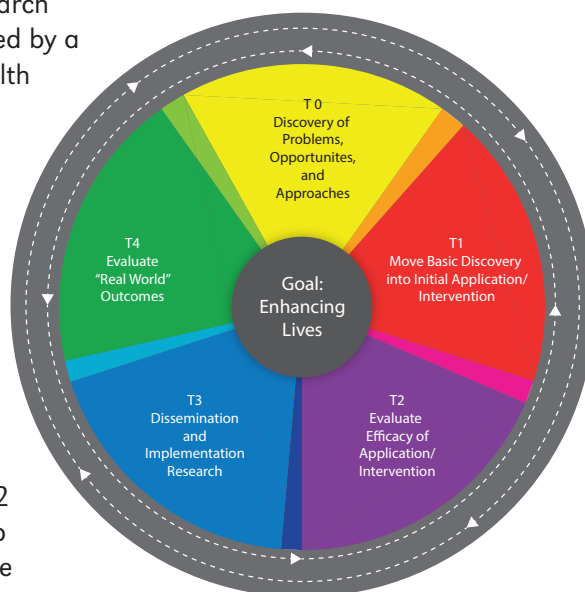 arch
ed by a
lth
T 0
Discovery of
Problems,
Opportunites,
and
Approaches
T1
Move Basic Discovery
into Initial Application/
Intervention
T2
Evaluate
Efficacy of
Application/
Intervention
T3
Dissemination
and
Implementation
Research
T4
Evaluate
"Real World"
Outcomes
Goal:
Enhancing
Lives
2
e